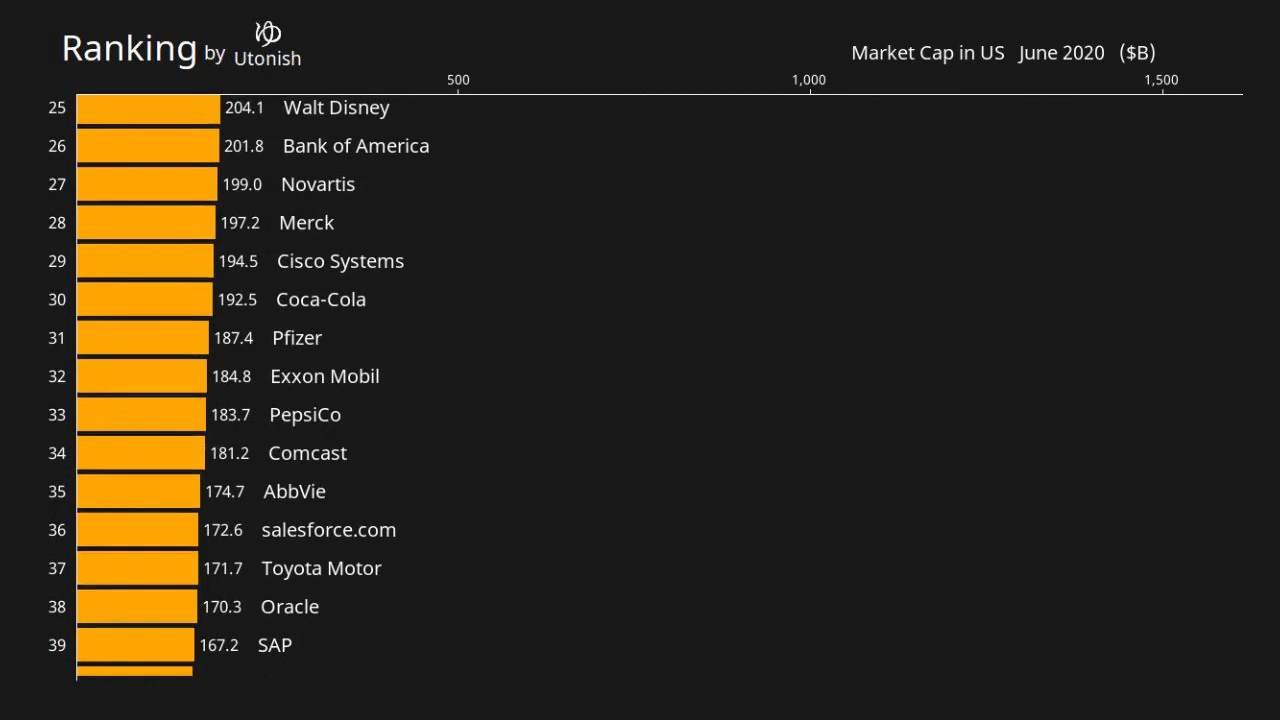 Ranking by Utonish
Market Cap in US June 2020 ($B)
500 1,000 1,500
25 204.1 Walt Disney
26 201.8 Bank of America
27 199.0 Novartis
28 197.2 Merck
29 194.5 Cisco Systems
30 192.5 Coca-Cola
31 187.4 Pfizer
32 184.8 Exxon Mobil
33 183.7 PepsiCo
34 181.2 Comcast
35 174.7 AbbVie
36 172.6 salesforce.com
37 171.7 Toyota Motor
38 170.3 Oracle
39 167.2 SAP